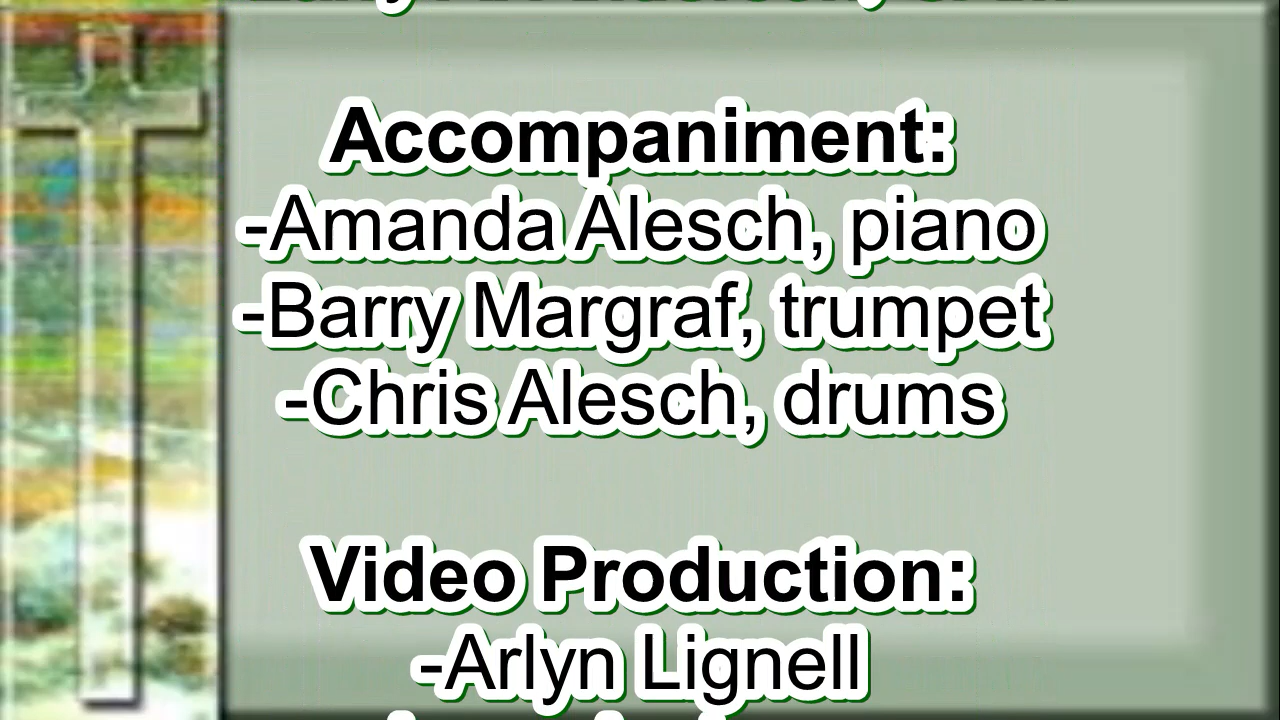 Accompaniment:
-Amanda Alesch, piano
-Barry Margraf, trumpet
-Chris Alesch, drums
Video Production:
-Arlyn Lignell